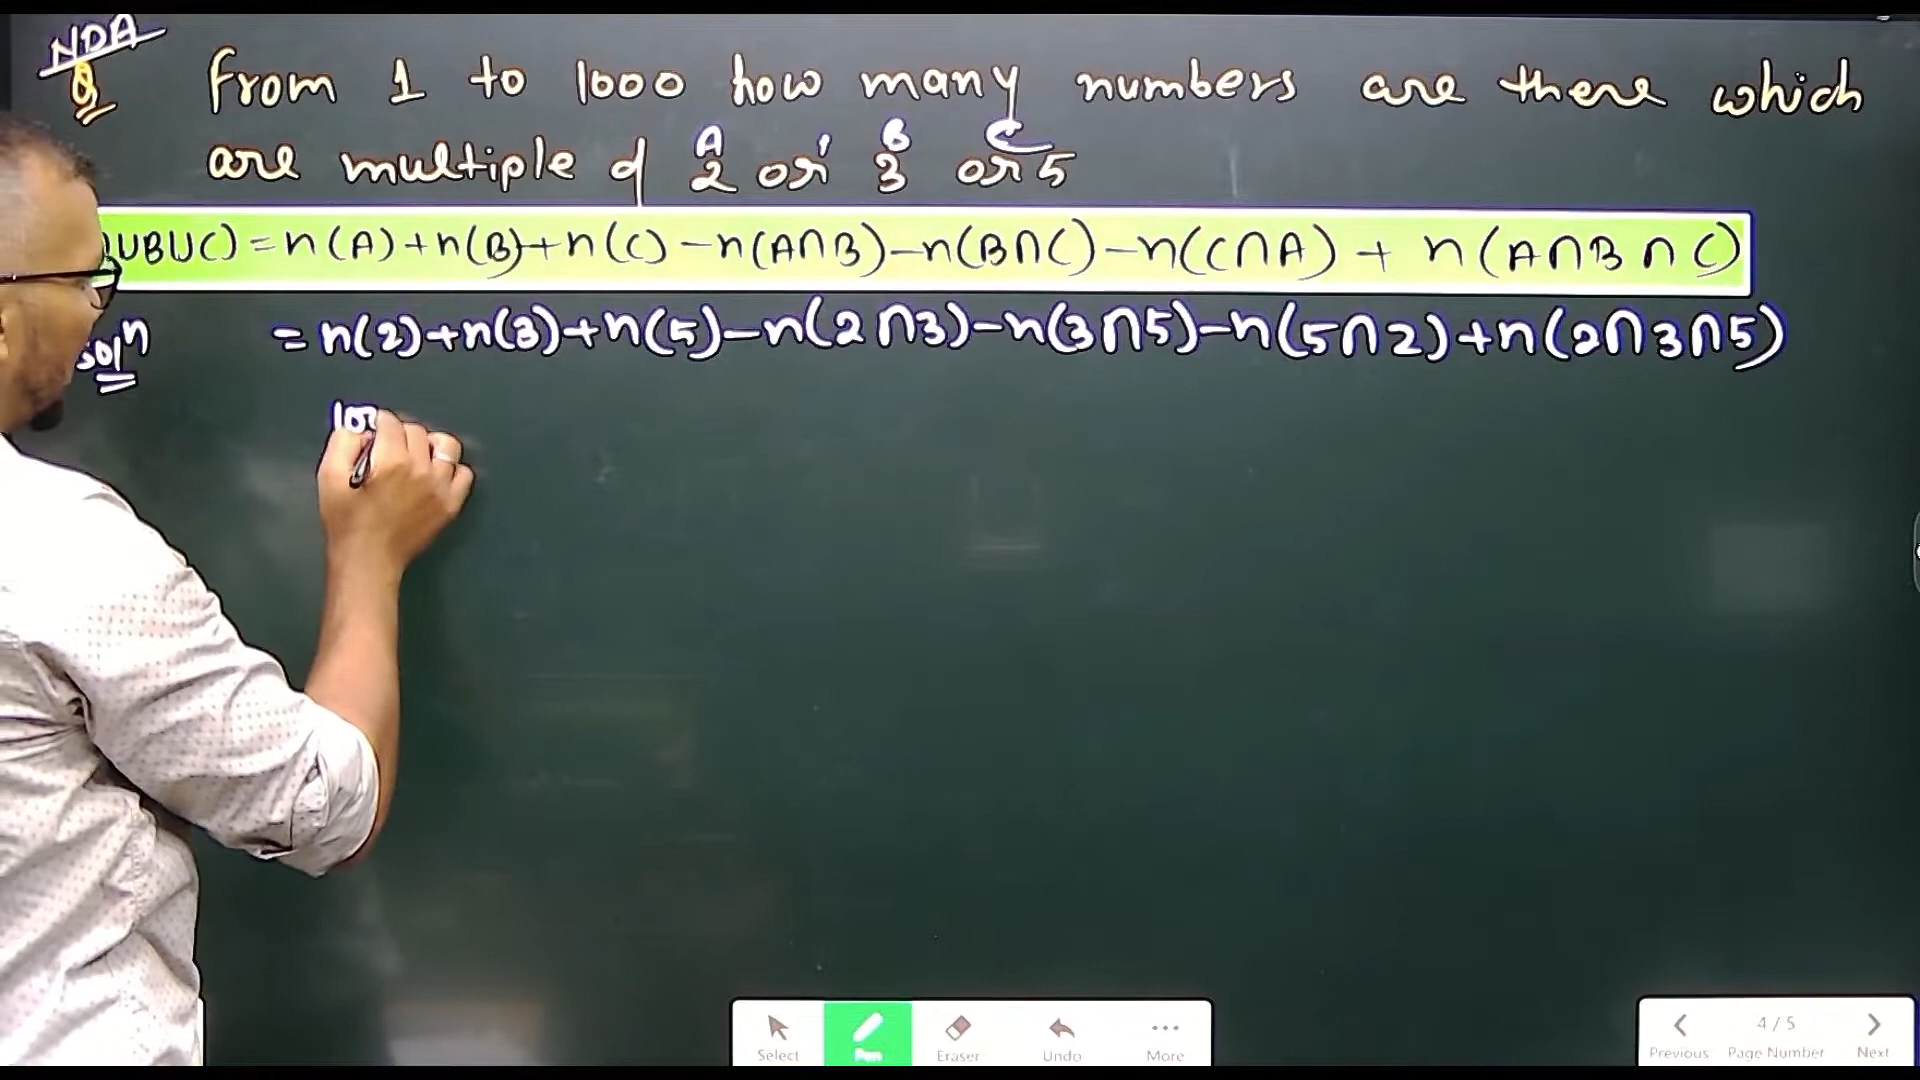 NDA
Q From 1 to 1000 how many numbers are there which
A B C
are multiple of 2 or 3 or 5
UBUC) = n(A)+n(B)+n(C)-n(A∩B)-n(B∩C)-n(C∩A) + n(A∩B∩C)
Solⁿ = n(2)+n(3)+n(5)-n(2∩3)-n(3∩5)-n(5∩2)+n(2∩3∩5)
100
Select Pen Eraser Undo More
4 / 5
Previous Page Number Next